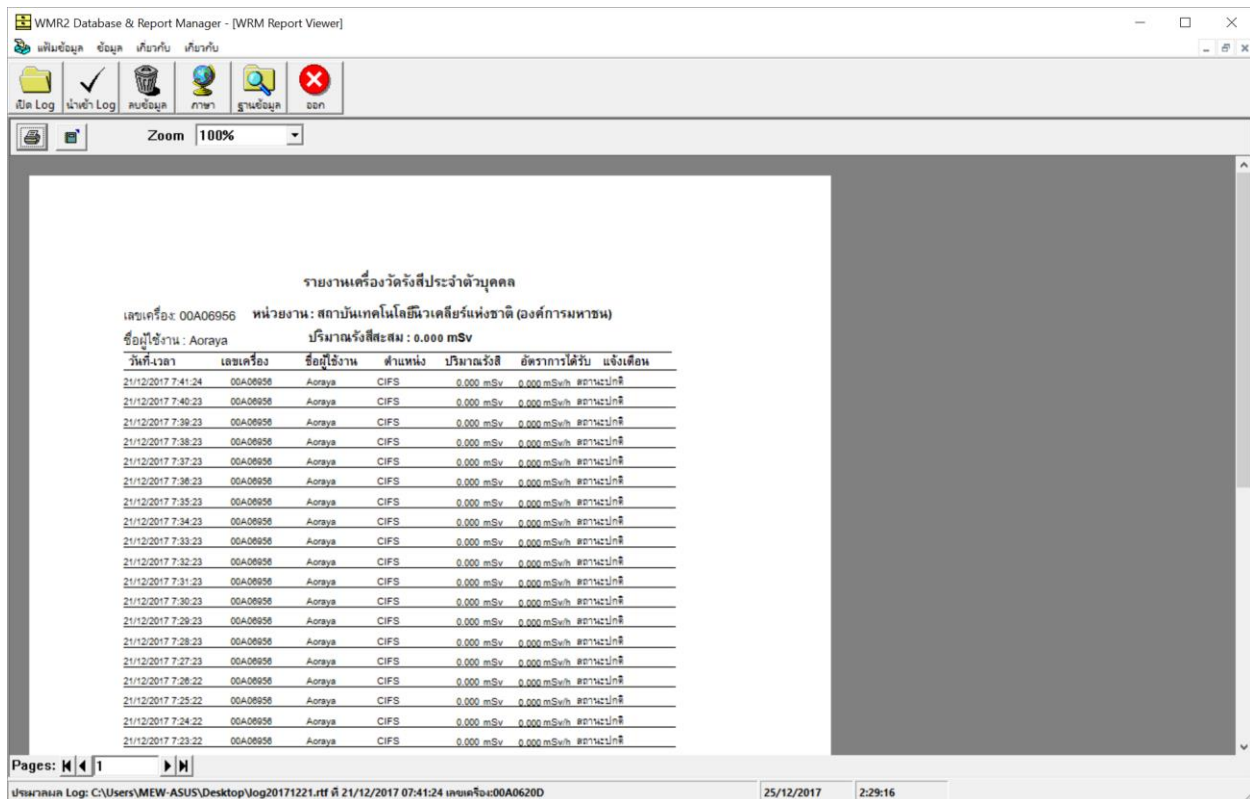 WMR2 Database & Report Manager - [WRM Report Viewer]
แฟ้มข้อมูล ข้อมูล เกี่ยวกับ เกี่ยวกับ
เปิด Log นำเข้า Log ลบข้อมูล ภาษา ฐานข้อมูล ออก
Zoom 100%
รายงานเครื่องวัดรังสีประจำตัวบุคคล
เลขเครื่อง: 00A06956 หน่วยงาน : สถาบันเทคโนโลยีนิวเคลียร์แห่งชาติ (องค์การมหาชน)
ชื่อผู้ใช้งาน : Aoraya ปริมาณรังสีสะสม : 0.000 mSv
วันที่-เวลา เลขเครื่อง ชื่อผู้ใช้งาน ตำแหน่ง ปริมาณรังสี อัตราการได้รับ แจ้งเตือน
21/12/2017 7:41:24 00A06956 Aoraya CIFS 0.000 mSv 0.000 mSv/h สถานะปกติ
21/12/2017 7:40:23 00A06956 Aoraya CIFS 0.000 mSv 0.000 mSv/h สถานะปกติ
21/12/2017 7:39:23 00A06956 Aoraya CIFS 0.000 mSv 0.000 mSv/h สถานะปกติ
21/12/2017 7:38:23 00A06956 Aoraya CIFS 0.000 mSv 0.000 mSv/h สถานะปกติ
21/12/2017 7:37:23 00A06956 Aoraya CIFS 0.000 mSv 0.000 mSv/h สถานะปกติ
21/12/2017 7:36:23 00A06956 Aoraya CIFS 0.000 mSv 0.000 mSv/h สถานะปกติ
21/12/2017 7:35:23 00A06956 Aoraya CIFS 0.000 mSv 0.000 mSv/h สถานะปกติ
21/12/2017 7:34:23 00A06956 Aoraya CIFS 0.000 mSv 0.000 mSv/h สถานะปกติ
21/12/2017 7:33:23 00A06956 Aoraya CIFS 0.000 mSv 0.000 mSv/h สถานะปกติ
21/12/2017 7:32:23 00A06956 Aoraya CIFS 0.000 mSv 0.000 mSv/h สถานะปกติ
21/12/2017 7:31:23 00A06956 Aoraya CIFS 0.000 mSv 0.000 mSv/h สถานะปกติ
21/12/2017 7:30:23 00A06956 Aoraya CIFS 0.000 mSv 0.000 mSv/h สถานะปกติ
21/12/2017 7:29:23 00A06956 Aoraya CIFS 0.000 mSv 0.000 mSv/h สถานะปกติ
21/12/2017 7:28:23 00A06956 Aoraya CIFS 0.000 mSv 0.000 mSv/h สถานะปกติ
21/12/2017 7:27:23 00A06956 Aoraya CIFS 0.000 mSv 0.000 mSv/h สถานะปกติ
21/12/2017 7:26:22 00A06956 Aoraya CIFS 0.000 mSv 0.000 mSv/h สถานะปกติ
21/12/2017 7:25:22 00A06956 Aoraya CIFS 0.000 mSv 0.000 mSv/h สถานะปกติ
21/12/2017 7:24:22 00A06956 Aoraya CIFS 0.000 mSv 0.000 mSv/h สถานะปกติ
21/12/2017 7:23:22 00A06956 Aoraya CIFS 0.000 mSv 0.000 mSv/h สถานะปกติ
Pages: 1
ประมวลผล Log: C:\Users\MEW-ASUS\Desktop\log20171221.rtf ที่ 21/12/2017 07:41:24 เลขเครื่อง:00A0620D 25/12/2017 2:29:16